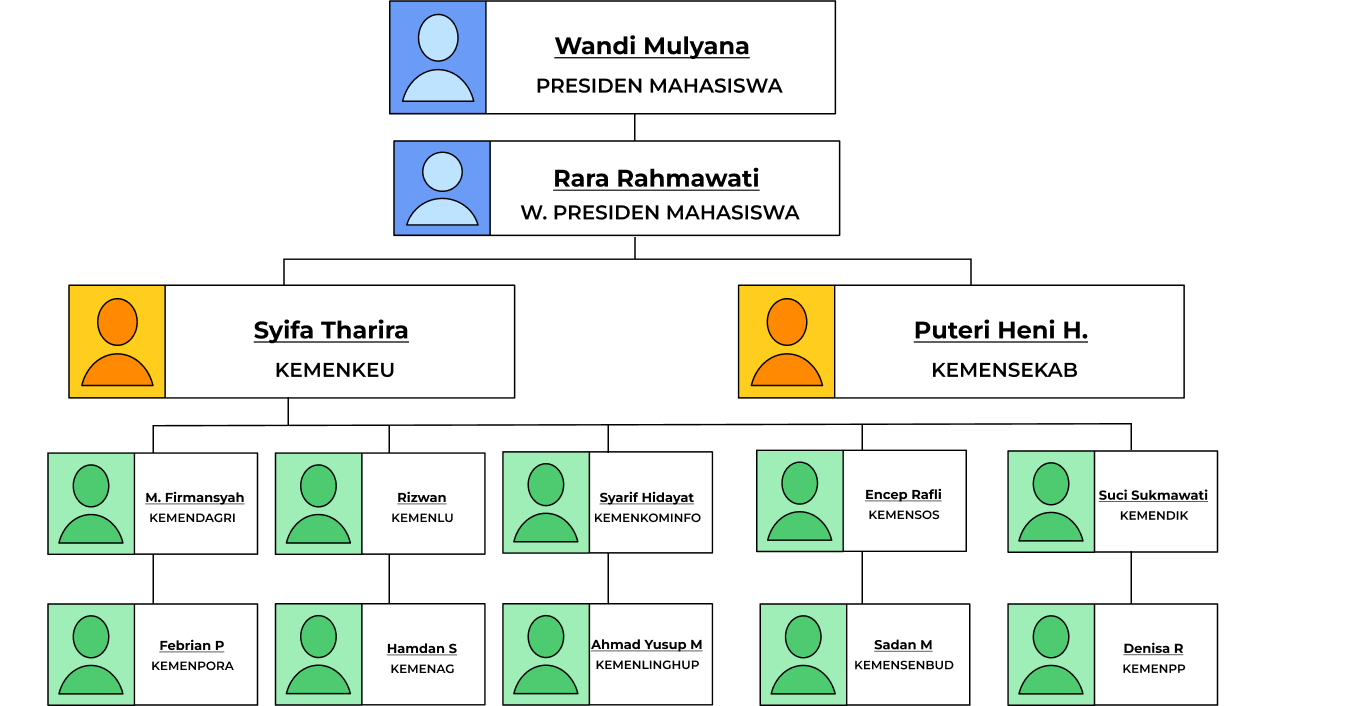 Wandi Mulyana
PRESIDEN MAHASISWA
Rara Rahmawati
W. PRESIDEN MAHASISWA
Syifa Tharira
KEMENKEU
Puteri Heni H.
KEMENSEKAB
M. Firmansyah
KEMENDAGRI
Rizwan
KEMENLU
Syarif Hidayat
KEMENKOMINFO
Encep Rafli
KEMENSOS
Suci Sukmawati
KEMENDIK
Febrian P
KEMENPORA
Hamdan S
KEMENAG
Ahmad Yusup M
KEMENLINGHUP
Sadan M
KEMENSENBUD
Denisa R
KEMENPP